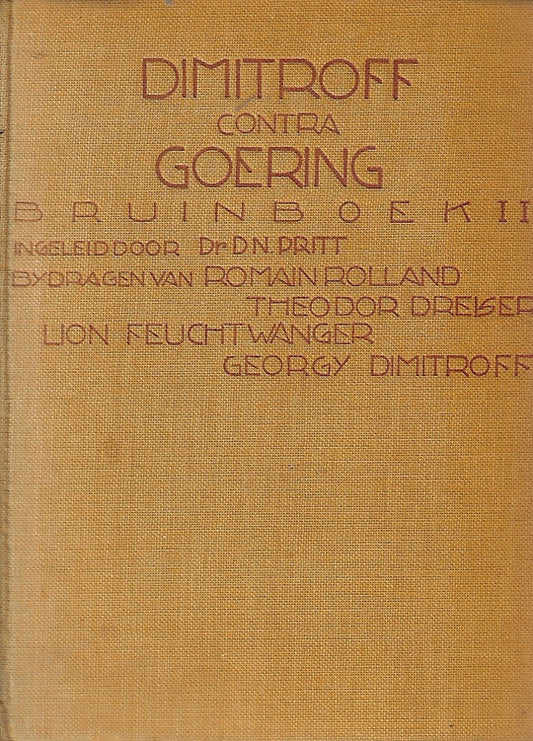 DIMITROFF
CONTRA
GOERING
BRUINBOEK II
INGELEID DOOR Dr D N. PRITT
BYDRAGEN VAN ROMAIN ROLLAND
THEODOR DREISER
LION FEUCHTWANGER
GEORGY DIMITROFF